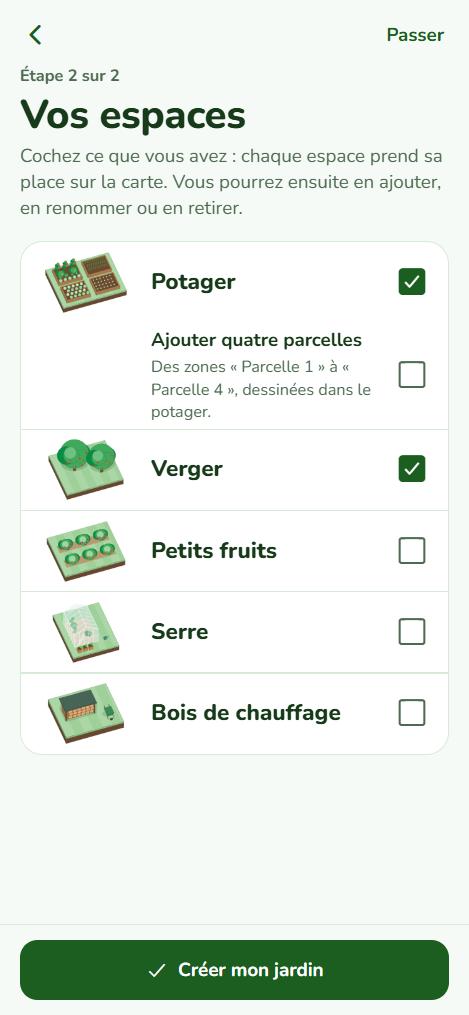 Passer
Étape 2 sur 2
Vos espaces
Cochez ce que vous avez : chaque espace prend sa
place sur la carte. Vous pourrez ensuite en ajouter,
en renommer ou en retirer.
Potager
Ajouter quatre parcelles
Des zones « Parcelle 1 » à «
Parcelle 4 », dessinées dans le
potager.
Verger
Petits fruits
Serre
Bois de chauffage
Créer mon jardin